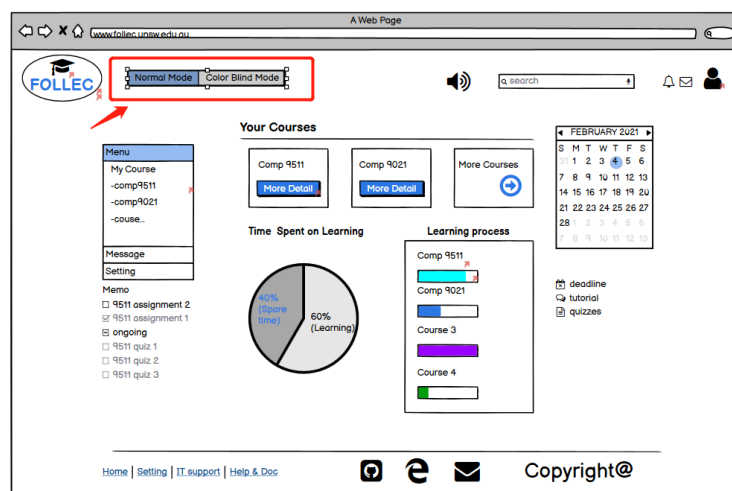 A Web Page
www.follec.unsw.edu.au
FOLLEC
Normal Mode Color Blind Mode
search
Your Courses
Menu
My Course
-comp9511
-comp9021
-couse...
Message
Setting
Comp 9511
More Detail
Comp 9021
More Detail
More Courses
FEBRUARY 2021
S M T W T F S
31 1 2 3 4 5 6
7 8 9 10 11 12 13
14 15 16 17 18 19 20
21 22 23 24 25 26 27
28 1 2 3 4 5 6
7 8 9 10 11 12 13
Time Spent on Learning
40%
(Spare
time)
60%
(Learning)
Learning process
Comp 9511
Comp 9021
Course 3
Course 4
Memo
9511 assignment 2
9511 assignment 1
ongoing
9511 quiz 1
9511 quiz 2
9511 quiz 3
deadline
tutorial
quizzes
Home | Setting | IT support | Help & Doc
Copyright@